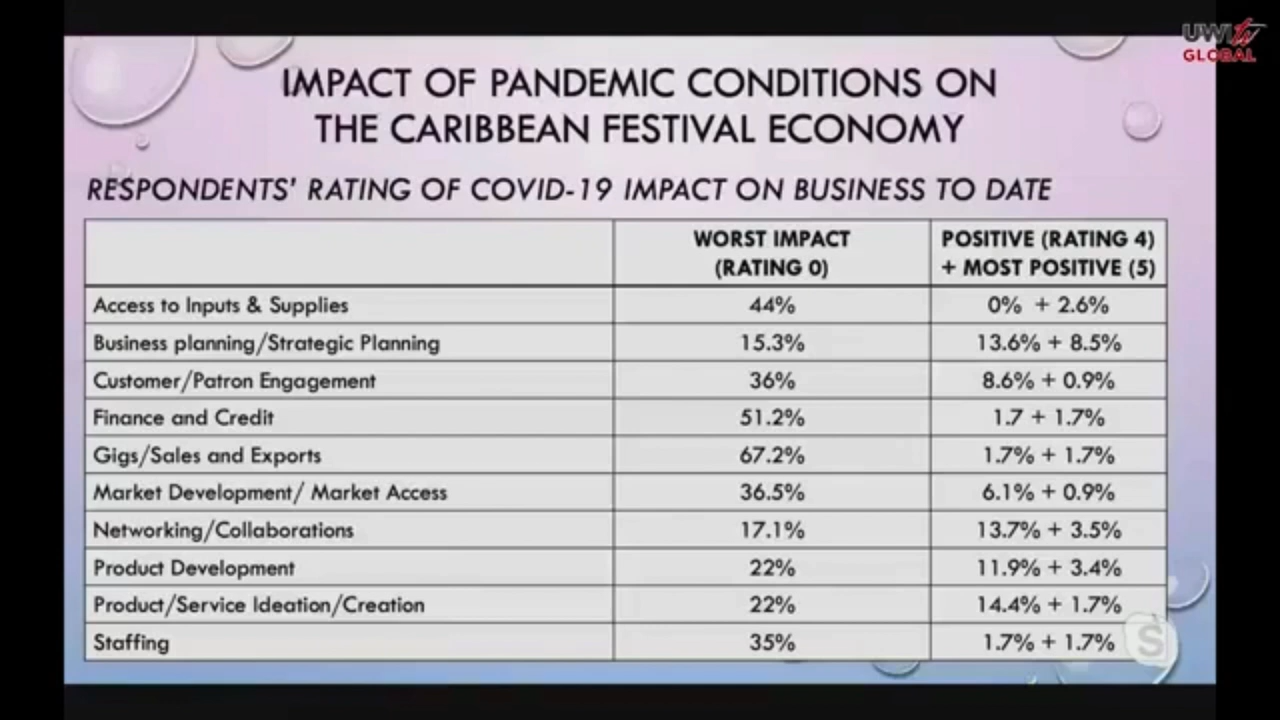 UWI tv
GLOBAL
IMPACT OF PANDEMIC CONDITIONS ON
THE CARIBBEAN FESTIVAL ECONOMY
RESPONDENTS' RATING OF COVID-19 IMPACT ON BUSINESS TO DATE
WORST IMPACT
(RATING 0)
POSITIVE (RATING 4)
+ MOST POSITIVE (5)
Access to Inputs & Supplies 44% 0% + 2.6%
Business planning/Strategic Planning 15.3% 13.6% + 8.5%
Customer/Patron Engagement 36% 8.6% + 0.9%
Finance and Credit 51.2% 1.7 + 1.7%
Gigs/Sales and Exports 67.2% 1.7% + 1.7%
Market Development/ Market Access 36.5% 6.1% + 0.9%
Networking/Collaborations 17.1% 13.7% + 3.5%
Product Development 22% 11.9% + 3.4%
Product/Service Ideation/Creation 22% 14.4% + 1.7%
Staffing 35% 1.7% + 1.7%
S